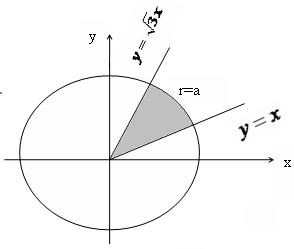 y
y = √3x
r=a
y = x
x